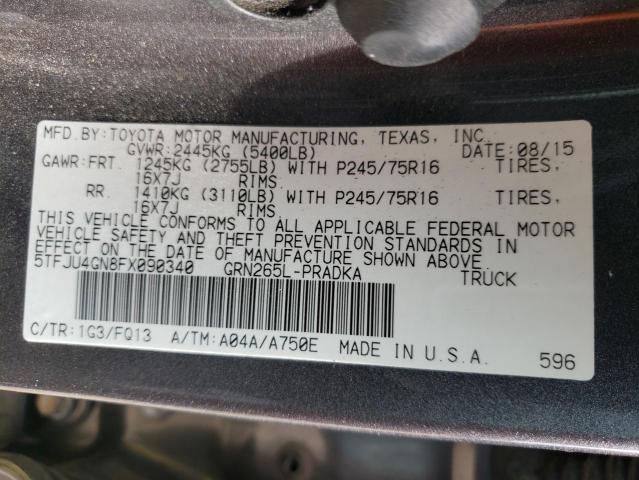 MFD.BY:TOYOTA MOTOR MANUFACTURING, TEXAS, INC.
GVWR:2445KG (5400LB) DATE:08/15
GAWR:FRT. 1245KG (2755LB) WITH P245/75R16 TIRES,
16X7J RIMS
RR. 1410KG (3110LB) WITH P245/75R16 TIRES,
16X7J RIMS
THIS VEHICLE CONFORMS TO ALL APPLICABLE FEDERAL MOTOR
VEHICLE SAFETY AND THEFT PREVENTION STANDARDS IN
EFFECT ON THE DATE OF MANUFACTURE SHOWN ABOVE.
5TFJU4GN8FX090340 GRN265L-PRADKA TRUCK
C/TR:1G3/FQ13 A/TM:A04A/A750E MADE IN U.S.A. 596